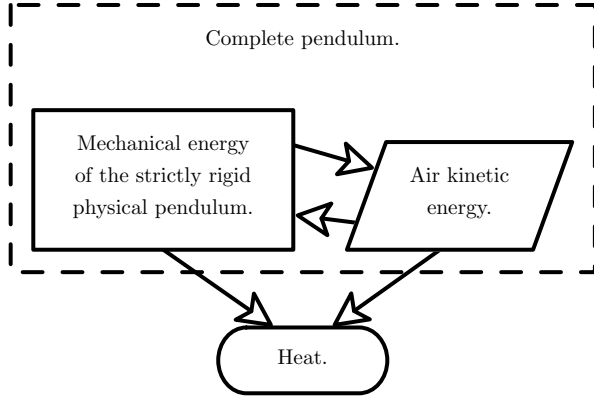 Complete pendulum.
Mechanical energy
of the strictly rigid
physical pendulum.
Air kinetic
energy.
Heat.